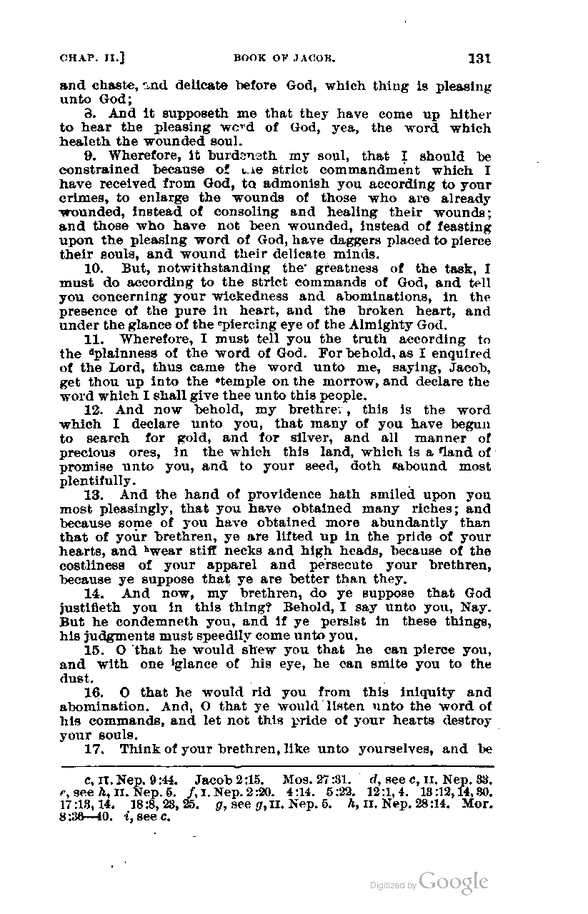 CHAP. II.] BOOK OF JACOB. 131
and chaste, and delicate before God, which thing is pleasing
unto God;
8. And it supposeth me that they have come up hither
to hear the pleasing word of God, yea, the word which
healeth the wounded soul.
9. Wherefore, it burdeneth my soul, that I should be
constrained because of the strict commandment which I
have received from God, to admonish you according to your
crimes, to enlarge the wounds of those who are already
wounded, instead of consoling and healing their wounds;
and those who have not been wounded, instead of feasting
upon the pleasing word of God, have daggers placed to pierce
their souls, and wound their delicate minds.
10. But, notwithstanding the greatness of the task, I
must do according to the strict commands of God, and tell
you concerning your wickedness and abominations, in the
presence of the pure in heart, and the broken heart, and
under the glance of the ᶜpiercing eye of the Almighty God.
11. Wherefore, I must tell you the truth according to
the ᵈplainness of the word of God. For behold, as I enquired
of the Lord, thus came the word unto me, saying, Jacob,
get thou up into the ᵉtemple on the morrow, and declare the
word which I shall give thee unto this people.
12. And now behold, my brethren, this is the word
which I declare unto you, that many of you have begun
to search for gold, and for silver, and all manner of
precious ores, in the which this land, which is a ᶠland of
promise unto you, and to your seed, doth ᵍabound most
plentifully.
13. And the hand of providence hath smiled upon you
most pleasingly, that you have obtained many riches; and
because some of you have obtained more abundantly than
that of your brethren, ye are lifted up in the pride of your
hearts, and ʰwear stiff necks and high heads, because of the
costliness of your apparel and persecute your brethren,
because ye suppose that ye are better than they.
14. And now, my brethren, do ye suppose that God
justifieth you in this thing? Behold, I say unto you, Nay.
But he condemneth you, and if ye persist in these things,
his judgments must speedily come unto you.
15. O that he would shew you that he can pierce you,
and with one ⁱglance of his eye, he can smite you to the
dust.
16. O that he would rid you from this iniquity and
abomination. And, O that ye would listen unto the word of
his commands, and let not this pride of your hearts destroy
your souls.
17. Think of your brethren, like unto yourselves, and be
c, II. Nep. 9:44. Jacob 2:15. Mos. 27:31. d, see c, II. Nep. 33.
e, see h, II. Nep. 5. f, I. Nep. 2:20. 4:14. 5:22. 12:1, 4. 13:12, 14, 30.
17:13, 14. 18:8, 23, 25. g, see g, II. Nep. 5. h, II. Nep. 28:14. Mor.
8:36—40. i, see c.
Digitized by Google